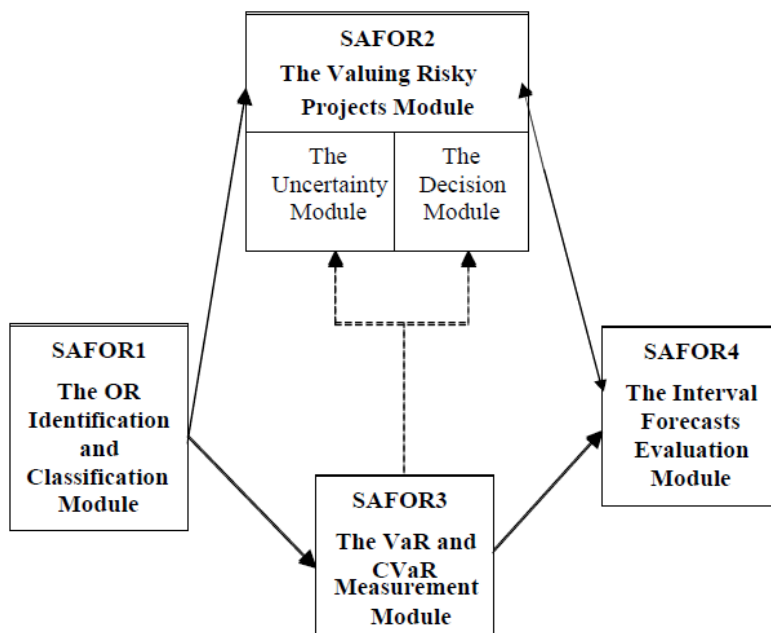 SAFOR2
The Valuing Risky
Projects Module
The
Uncertainty
Module
The
Decision
Module
SAFOR1
The OR
Identification
and
Classification
Module
SAFOR4
The Interval
Forecasts
Evaluation
Module
SAFOR3
The VaR and
CVaR
Measurement
Module